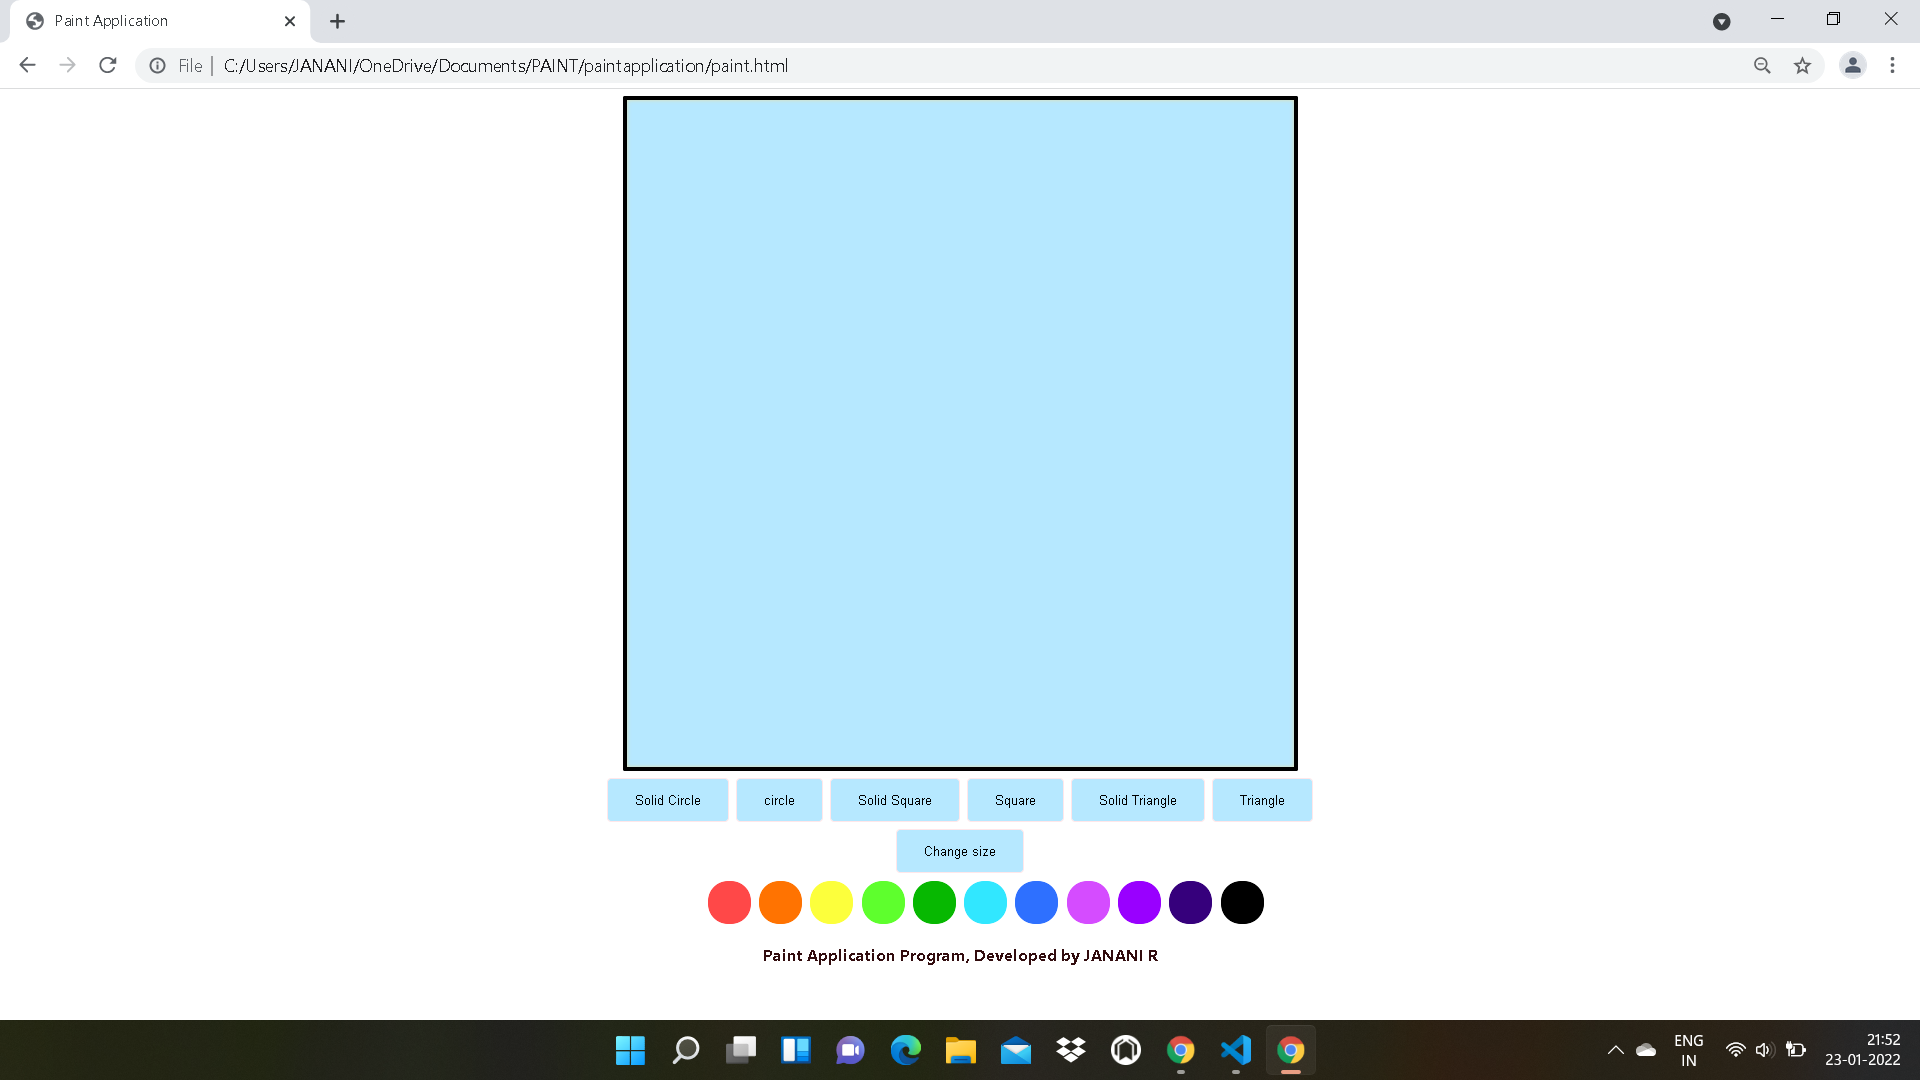 Paint Application
File | C:/Users/JANANI/OneDrive/Documents/PAINT/paintapplication/paint.html
Solid Circle circle Solid Square Square Solid Triangle Triangle
Change size
Paint Application Program, Developed by JANANI R
ENG 21:52
IN 23-01-2022